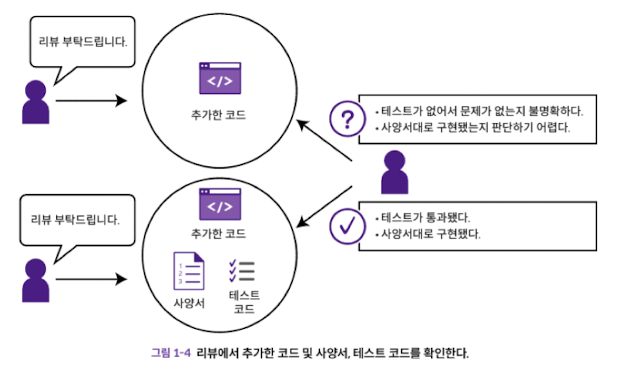 리뷰 부탁드립니다.
</>
추가한 코드
?
• 테스트가 없어서 문제가 없는지 불명확하다.
• 사양서대로 구현됐는지 판단하기 어렵다.
리뷰 부탁드립니다.
</>
추가한 코드
1
2
3
사양서
테스트
코드
• 테스트가 통과됐다.
• 사양서대로 구현됐다.
그림 1-4 리뷰에서 추가한 코드 및 사양서, 테스트 코드를 확인한다.